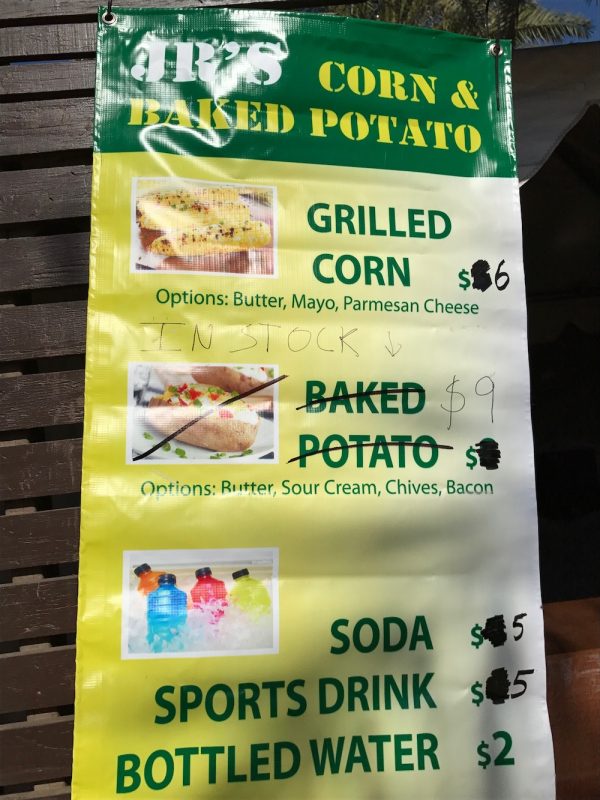 JR'S CORN &
BAKED POTATO
GRILLED
CORN $6
Options: Butter, Mayo, Parmesan Cheese
IN STOCK ↓
BAKED $9
POTATO $
Options: Butter, Sour Cream, Chives, Bacon
SODA $5
SPORTS DRINK $5
BOTTLED WATER $2